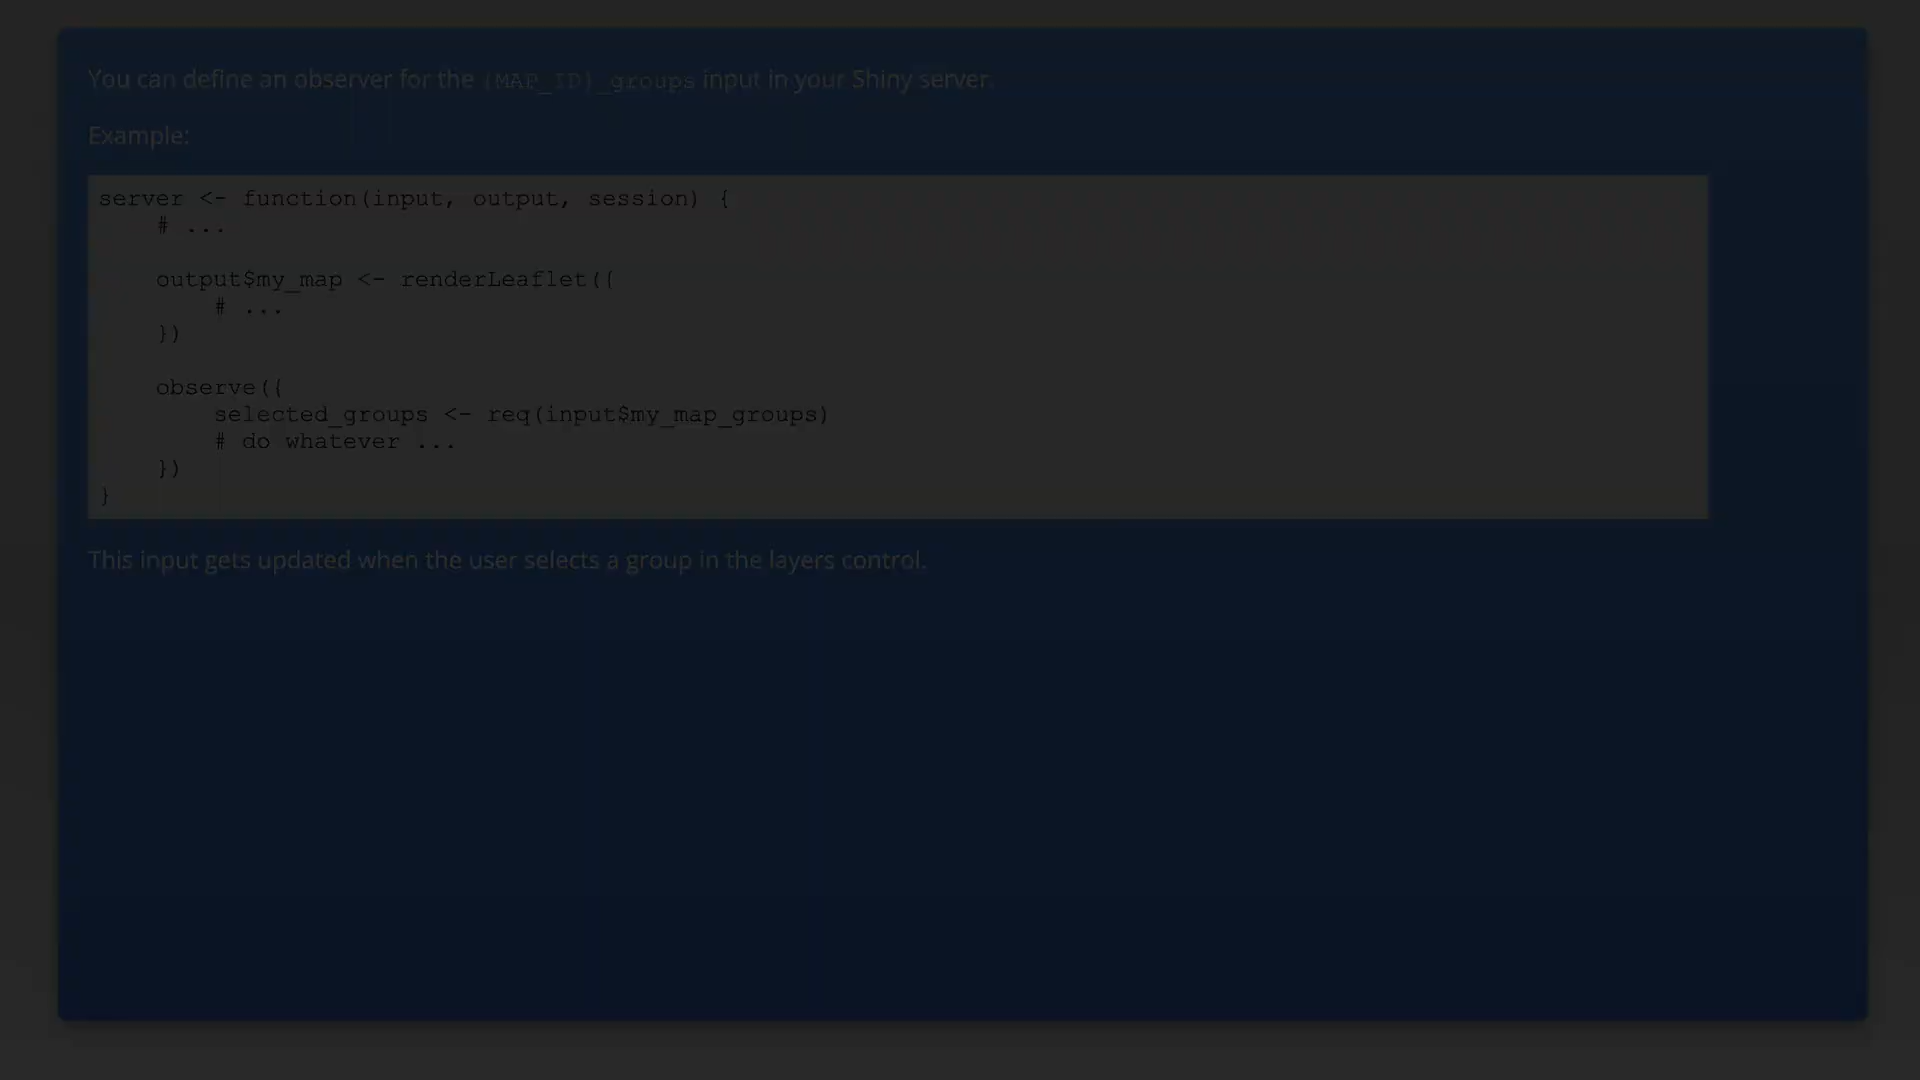 You can define an observer for the {MAP_ID}_groups input in your Shiny server.
Example:
server <- function(input, output, session) {
    # ...
    output$my_map <- renderLeaflet({
        # ...
    })
    observe({
        selected_groups <- req(input$my_map_groups)
        # do whatever ...
    })
}
This input gets updated when the user selects a group in the layers control.